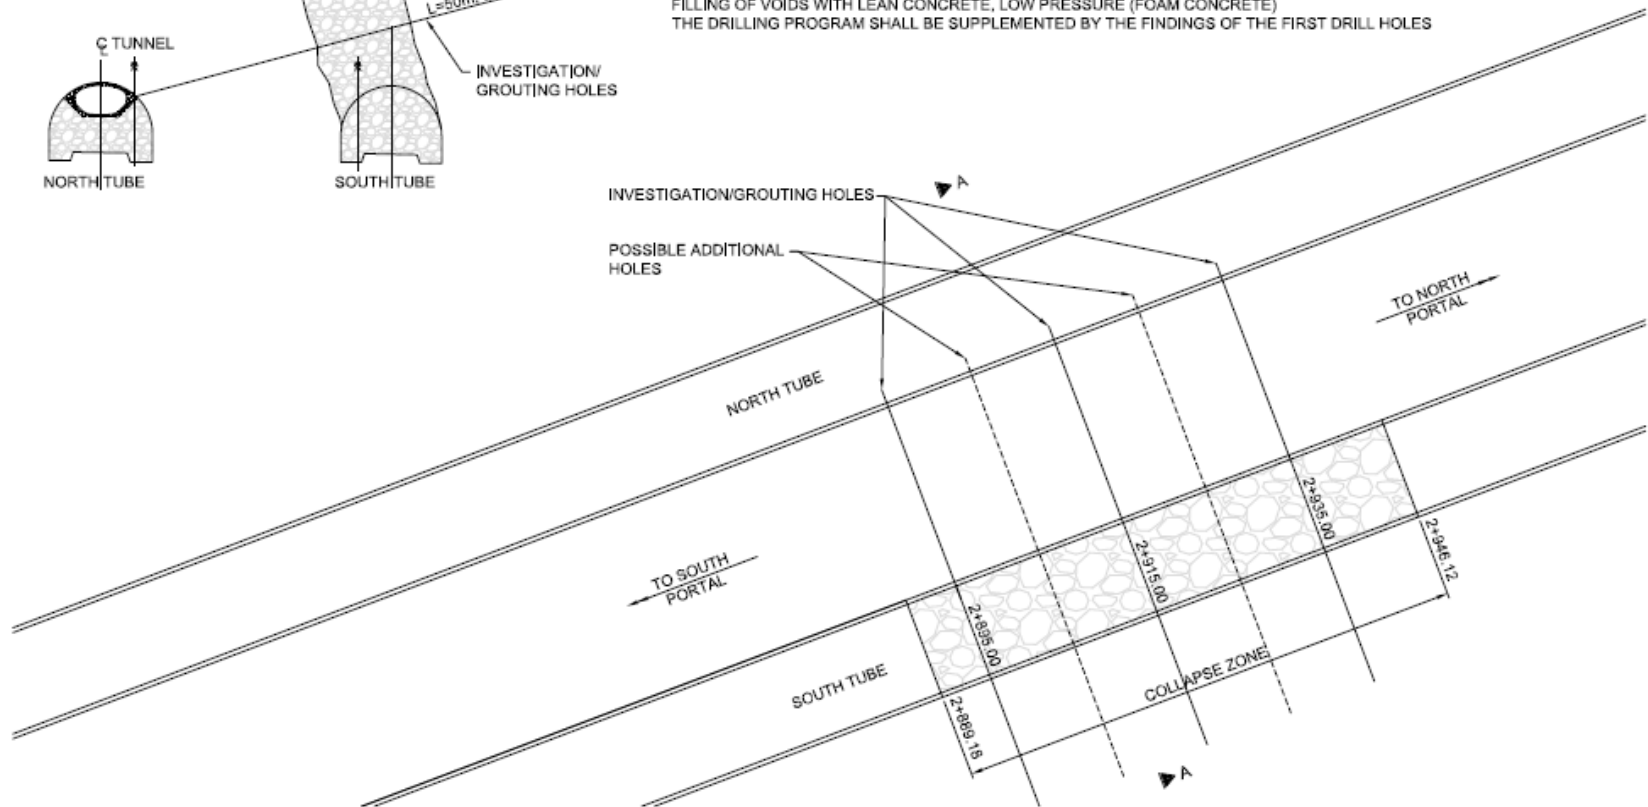 FILLING OF VOIDS WITH LEAN CONCRETE, LOW PRESSURE (FOAM CONCRETE)
THE DRILLING PROGRAM SHALL BE SUPPLEMENTED BY THE FINDINGS OF THE FIRST DRILL HOLES
℄ TUNNEL
INVESTIGATION/
GROUTING HOLES
NORTH TUBE
SOUTH TUBE
INVESTIGATION/GROUTING HOLES
A
POSSIBLE ADDITIONAL
HOLES
TO NORTH
PORTAL
NORTH TUBE
TO SOUTH
PORTAL
SOUTH TUBE
2+889.18
2+895.00
2+915.00
2+935.00
2+946.12
COLLAPSE ZONE
A